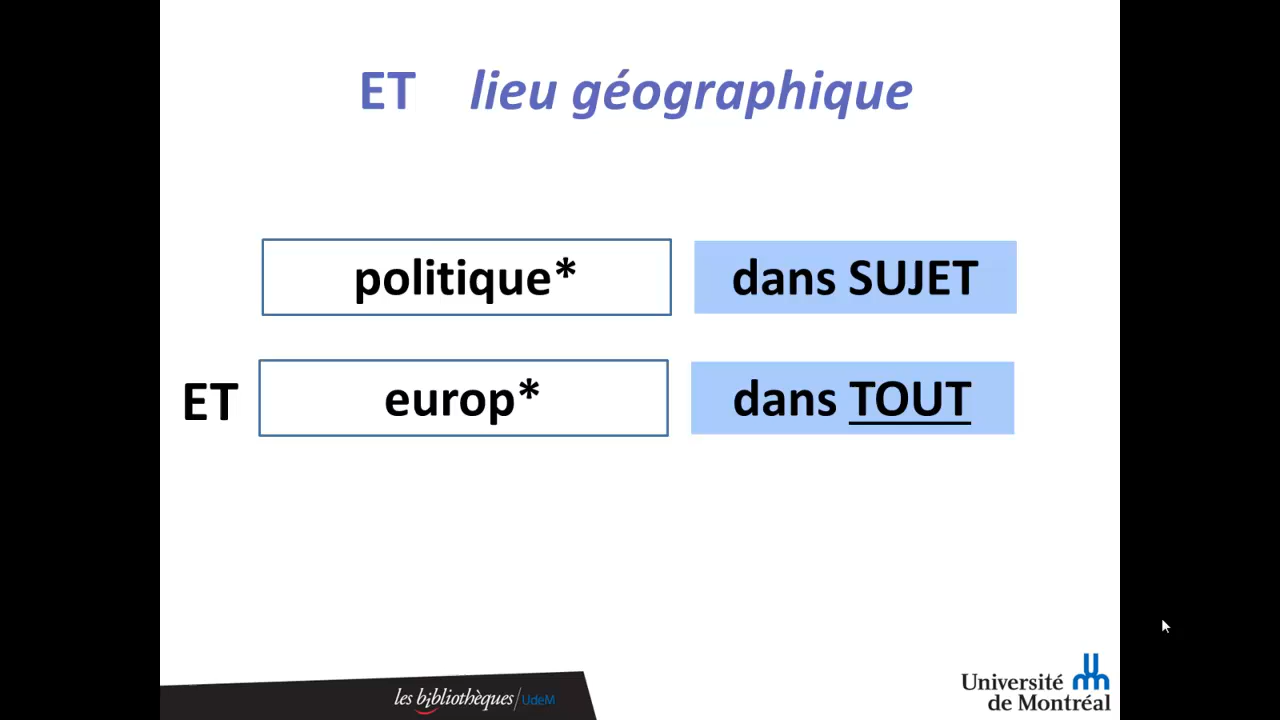 ET lieu géographique
politique* dans SUJET
ET europ* dans TOUT
les bibliothèques/UdeM
Université
de Montréal